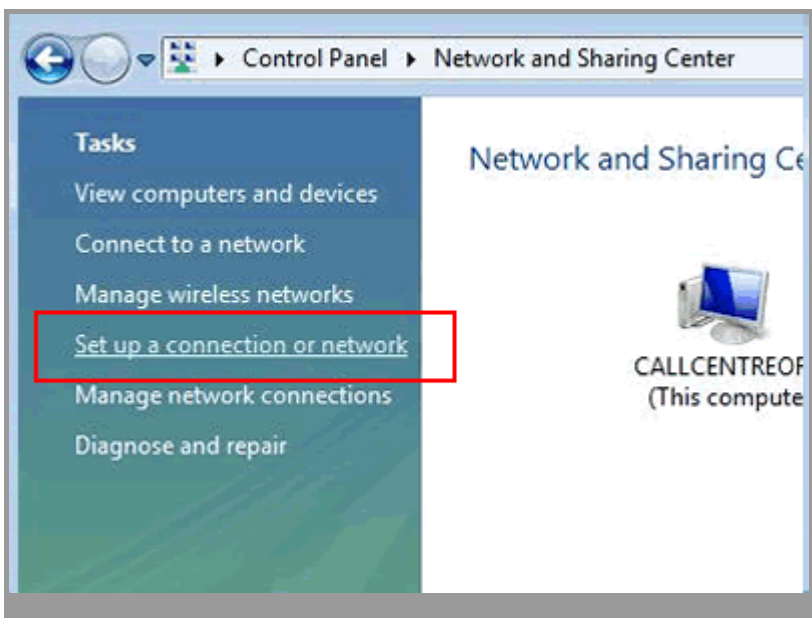 Control Panel Network and Sharing Center
Tasks
View computers and devices
Connect to a network
Manage wireless networks
Set up a connection or network
Manage network connections
Diagnose and repair
Network and Sharing Ce
CALLCENTREOF
(This compute